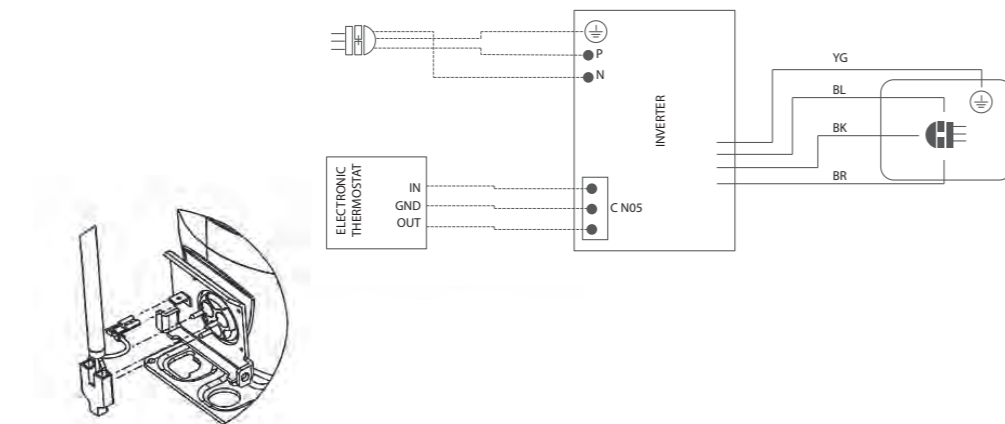 P
N
INVERTER
YG
BL
BK
BR
ELECTRONIC
THERMOSTAT
IN
GND
OUT
C N05